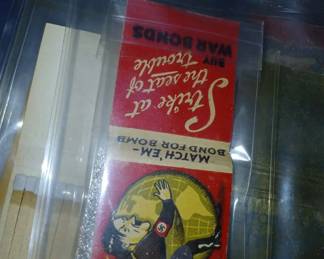 MATCH 'EM-
BOND FOR BOMB
Strike at
the seat of
trouble
BUY
WAR BONDS